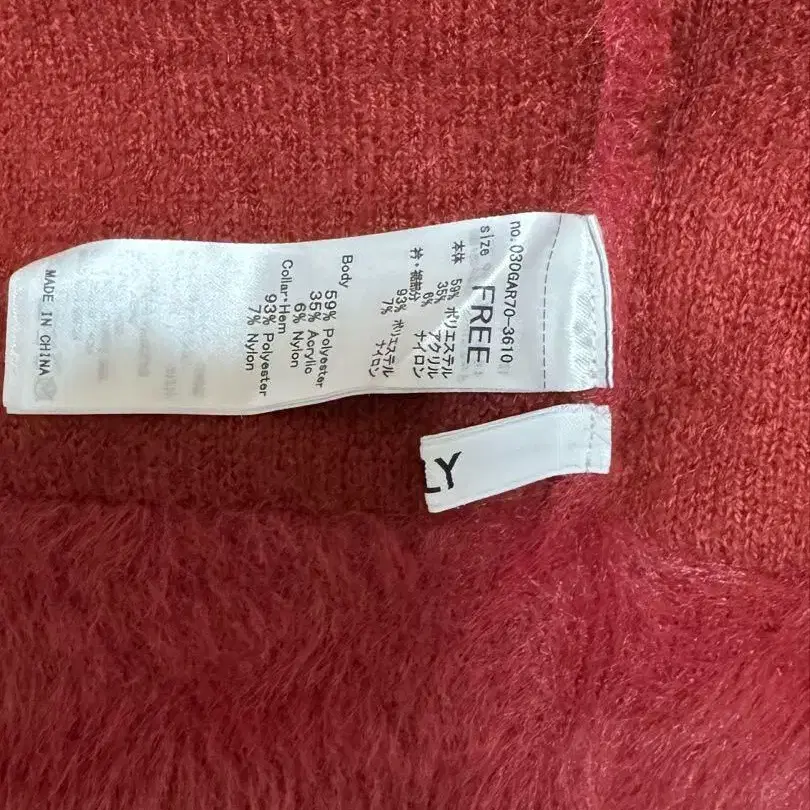 no.030GAR70-3610
size FREE
本体 59% ポリエステル
35% アクリル
6% ナイロン
衿・裾部分
93% ポリエステル
7% ナイロン
Body
59% Polyester
35% Acrylic
6% Nylon
Collar・Hem
93% Polyester
7% Nylon
MADE IN CHINA
LY